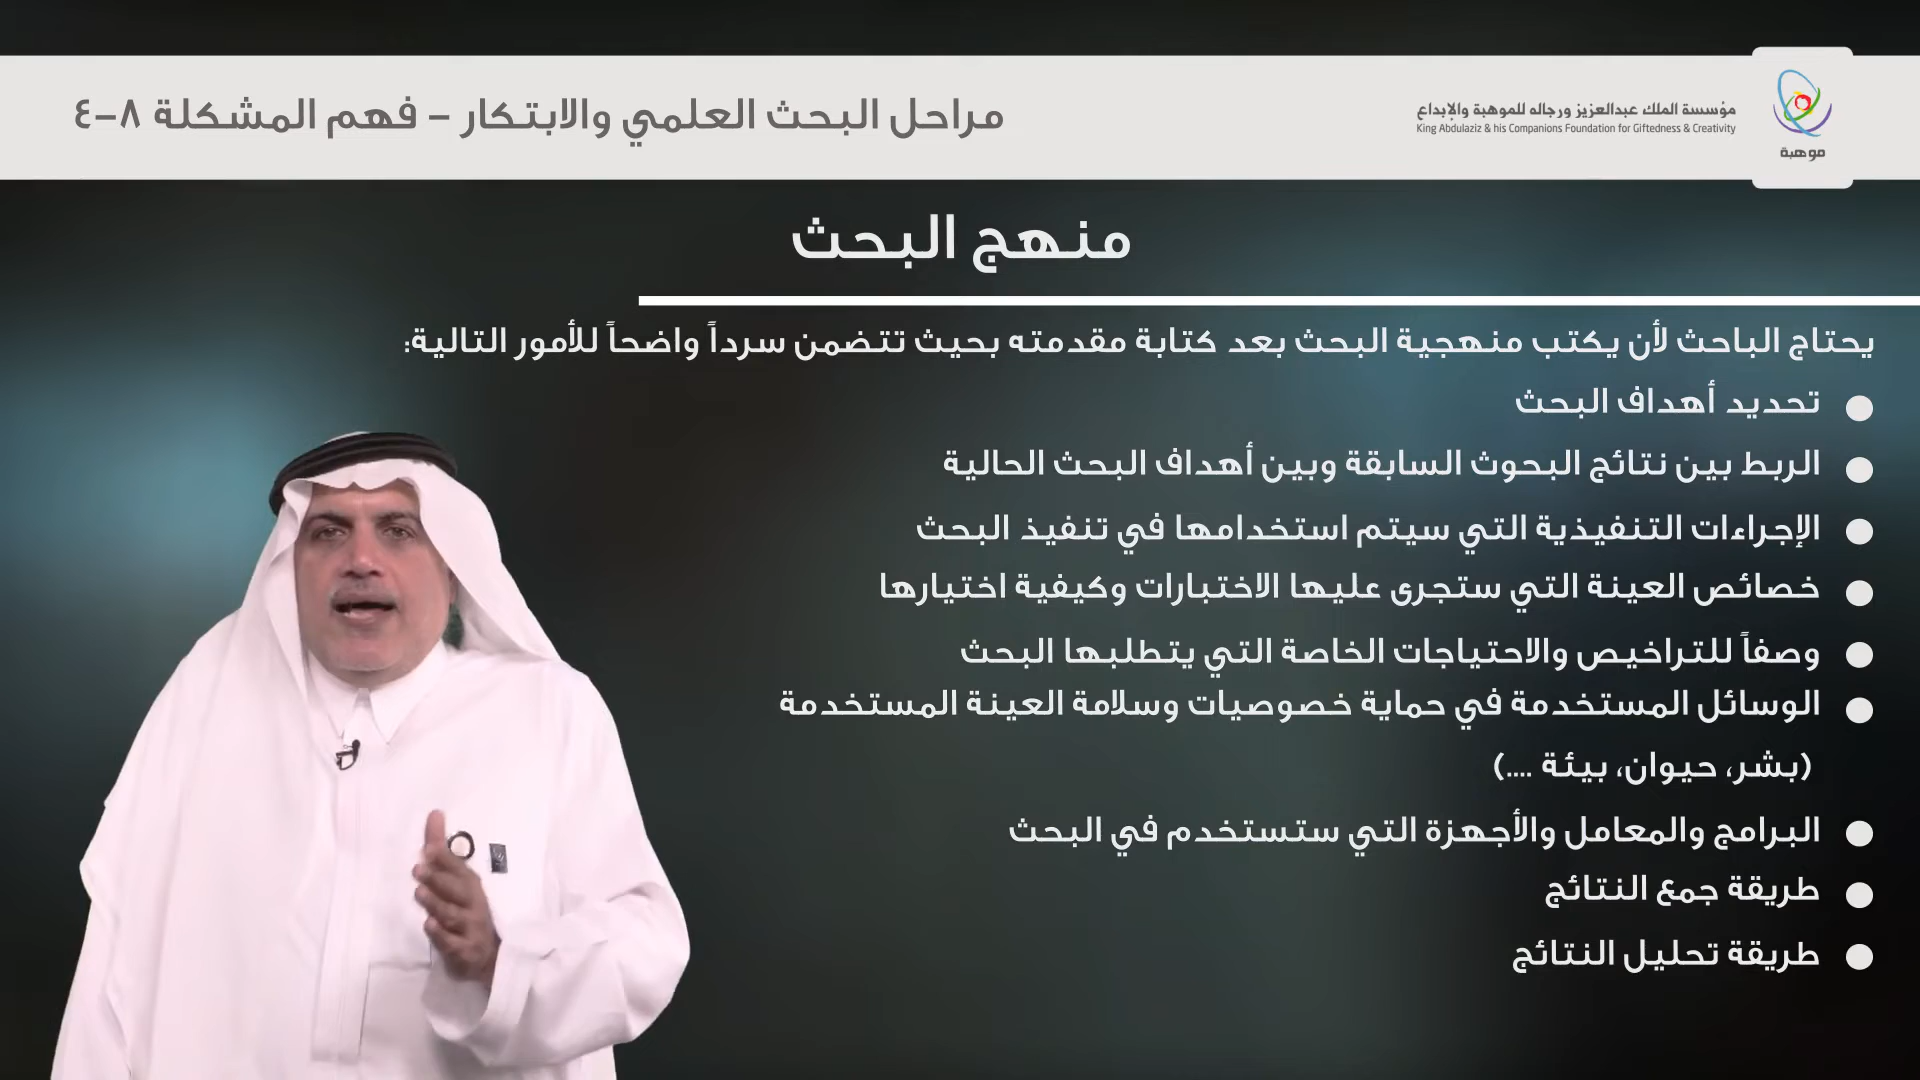 مؤسسة الملك عبدالعزيز ورجاله للموهبة والإبداع
King Abdulaziz & his Companions Foundation for Giftedness & Creativity
موهبة
مراحل البحث العلمي والابتكار – فهم المشكلة ٨-٤
منهج البحث
يحتاج الباحث لأن يكتب منهجية البحث بعد كتابة مقدمته بحيث تتضمن سرداً واضحاً للأمور التالية:
تحديد أهداف البحث
الربط بين نتائج البحوث السابقة وبين أهداف البحث الحالية
الإجراءات التنفيذية التي سيتم استخدامها في تنفيذ البحث
خصائص العينة التي ستجرى عليها الاختبارات وكيفية اختيارها
وصفاً للتراخيص والاحتياجات الخاصة التي يتطلبها البحث
الوسائل المستخدمة في حماية خصوصيات وسلامة العينة المستخدمة
(بشر، حيوان، بيئة ....)
البرامج والمعامل والأجهزة التي ستستخدم في البحث
طريقة جمع النتائج
طريقة تحليل النتائج